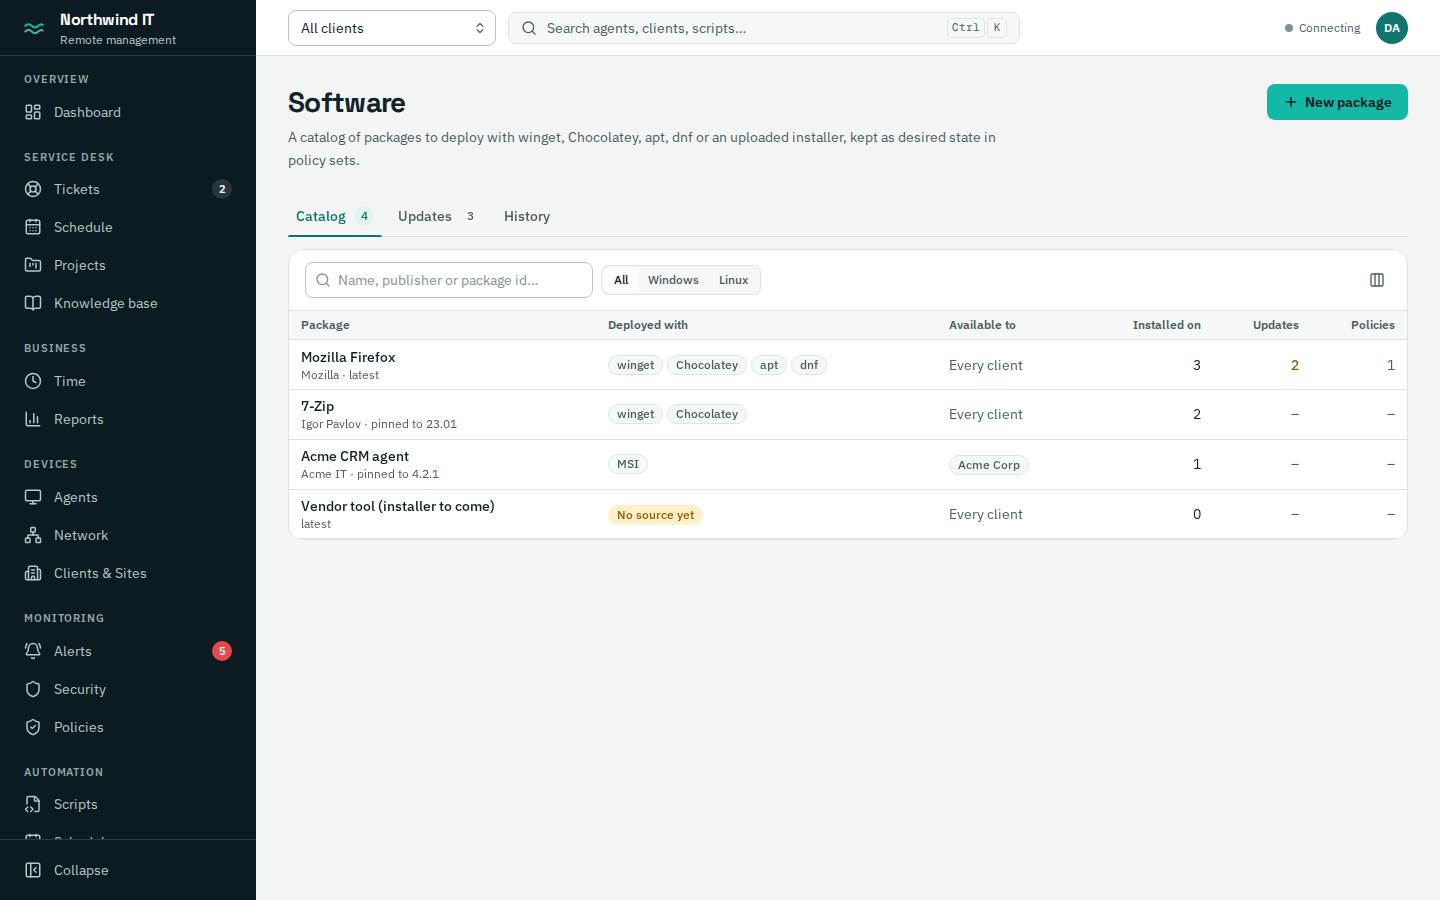 Northwind IT
Remote management
OVERVIEW
Dashboard
SERVICE DESK
Tickets 2
Schedule
Projects
Knowledge base
BUSINESS
Time
Reports
DEVICES
Agents
Network
Clients & Sites
MONITORING
Alerts 5
Security
Policies
AUTOMATION
Scripts
Collapse
All clients
Search agents, clients, scripts...
Ctrl K
Connecting
DA
Software
New package
A catalog of packages to deploy with winget, Chocolatey, apt, dnf or an uploaded installer, kept as desired state in
policy sets.
Catalog 4 Updates 3 History
Name, publisher or package id...
All Windows Linux
Package Deployed with Available to Installed on Updates Policies
Mozilla Firefox
Mozilla · latest
winget Chocolatey apt dnf Every client 3 2 1
7-Zip
Igor Pavlov · pinned to 23.01
winget Chocolatey Every client 2 – –
Acme CRM agent
Acme IT · pinned to 4.2.1
MSI Acme Corp 1 – –
Vendor tool (installer to come)
latest
No source yet Every client 0 – –